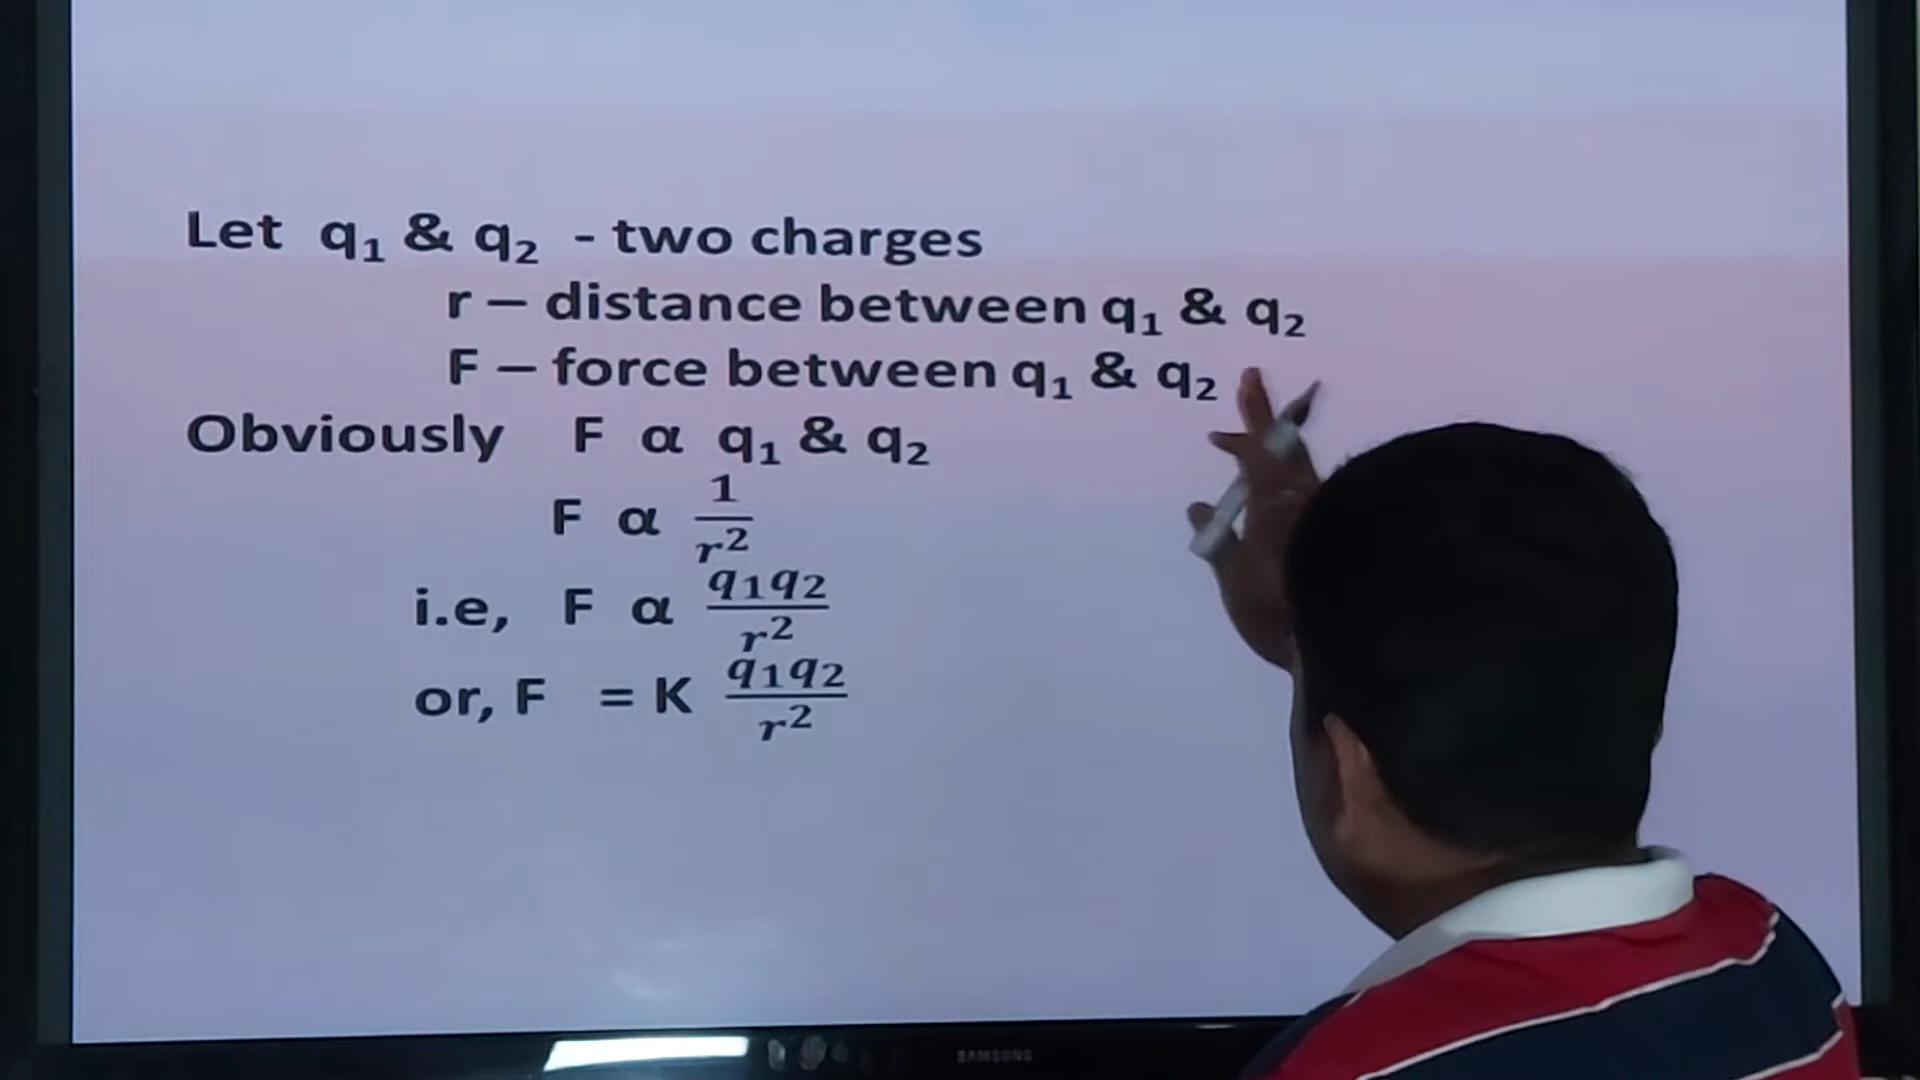 Let q₁ & q₂ - two charges
r – distance between q₁ & q₂
F – force between q₁ & q₂
Obviously F α q₁ & q₂
F α 1/r²
i.e, F α q₁q₂/r²
or, F = K q₁q₂/r²
SAMSUNG